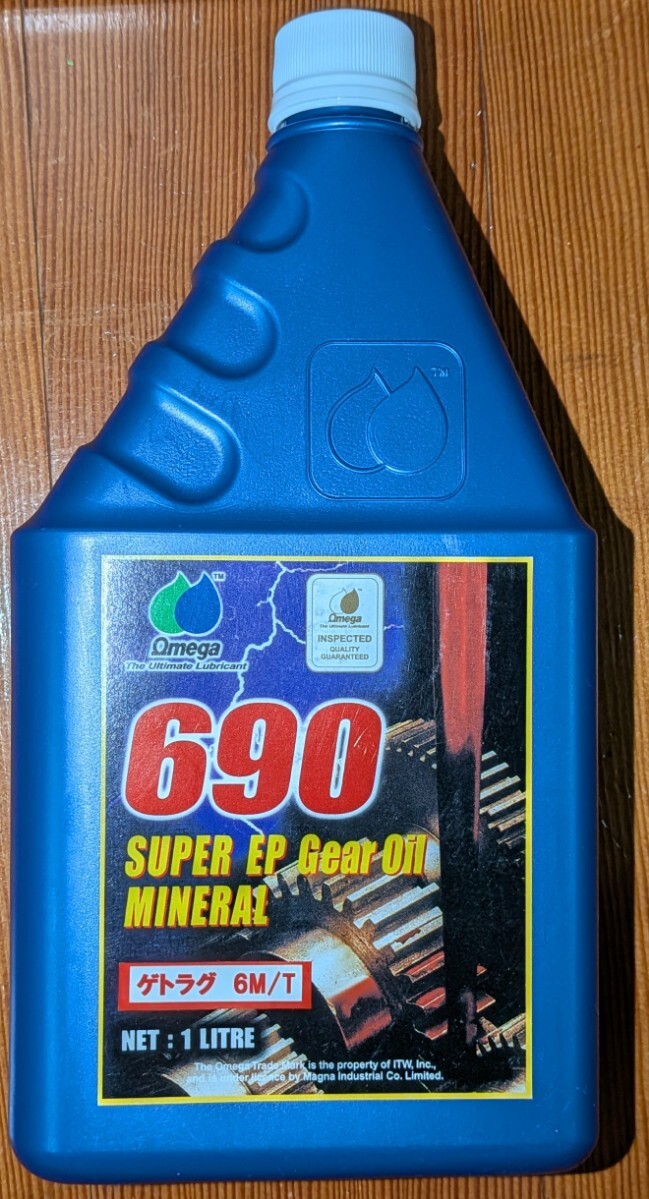 TM
TM
Ωmega
The Ultimate Lubricant
Ωmega
The Ultimate Lubricant
INSPECTED
QUALITY
GUARANTEED
690
SUPER EP Gear Oil
MINERAL
ゲトラグ 6M/T
NET : 1 LITRE
The Omega Trade Mark is the property of ITW, Inc.,
and is under licence by Magna Industrial Co. Limited.